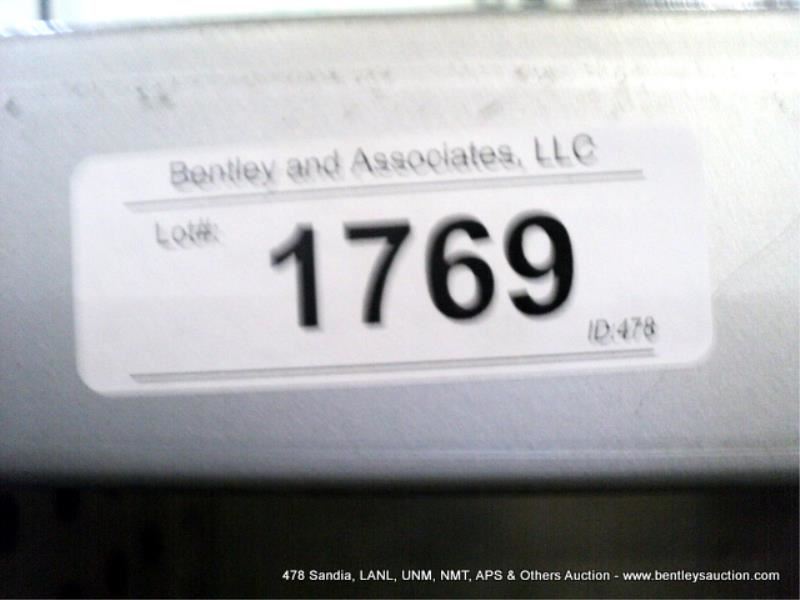 Bentley and Associates, LLC
Lot#:
1769
ID:478
478 Sandia, LANL, UNM, NMT, APS & Others Auction - www.bentleysauction.com